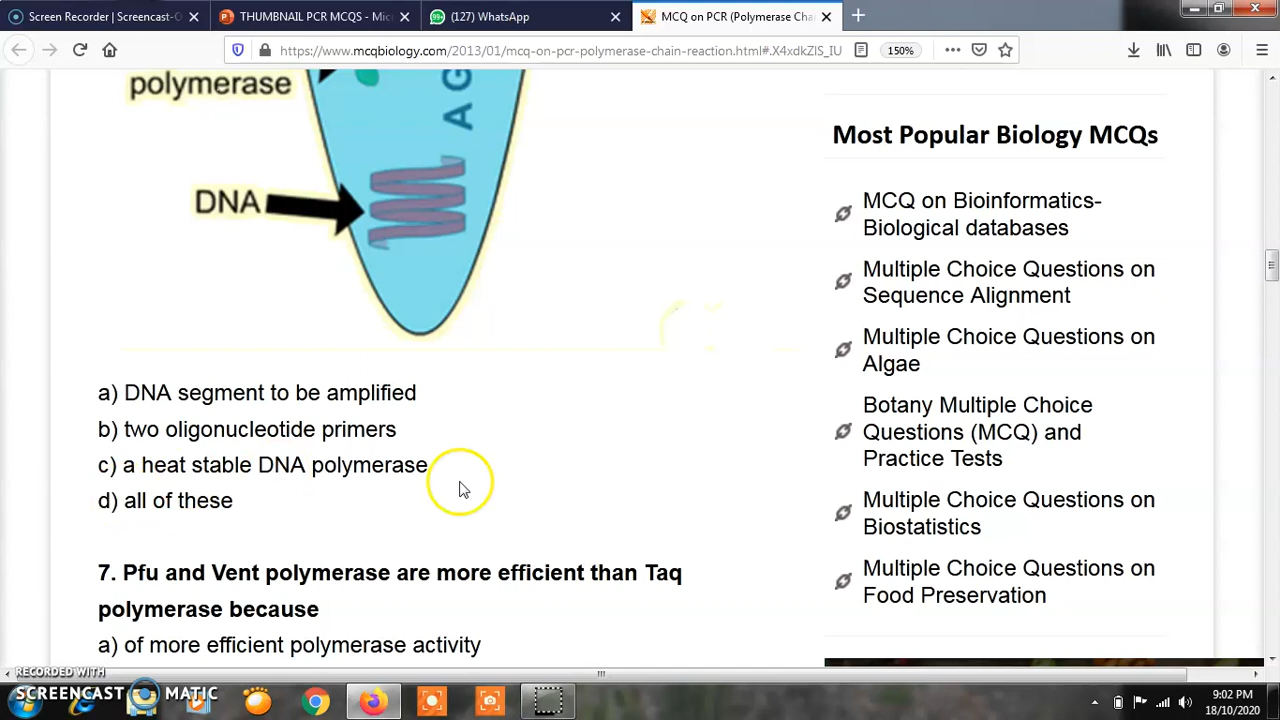 Screen Recorder | Screencast-O
THUMBNAIL PCR MCQS - Mic
(127) WhatsApp
MCQ on PCR (Polymerase Cha
https://www.mcqbiology.com/2013/01/mcq-on-pcr-polymerase-chain-reaction.html#.X4xdkZIS_IU
150%
polymerase
A G
DNA
a) DNA segment to be amplified
b) two oligonucleotide primers
c) a heat stable DNA polymerase
d) all of these
7. Pfu and Vent polymerase are more efficient than Taq
polymerase because
a) of more efficient polymerase activity
Most Popular Biology MCQs
MCQ on Bioinformatics-
Biological databases
Multiple Choice Questions on
Sequence Alignment
Multiple Choice Questions on
Algae
Botany Multiple Choice
Questions (MCQ) and
Practice Tests
Multiple Choice Questions on
Biostatistics
Multiple Choice Questions on
Food Preservation
RECORDED WITH
SCREENCAST MATIC
9:02 PM
18/10/2020